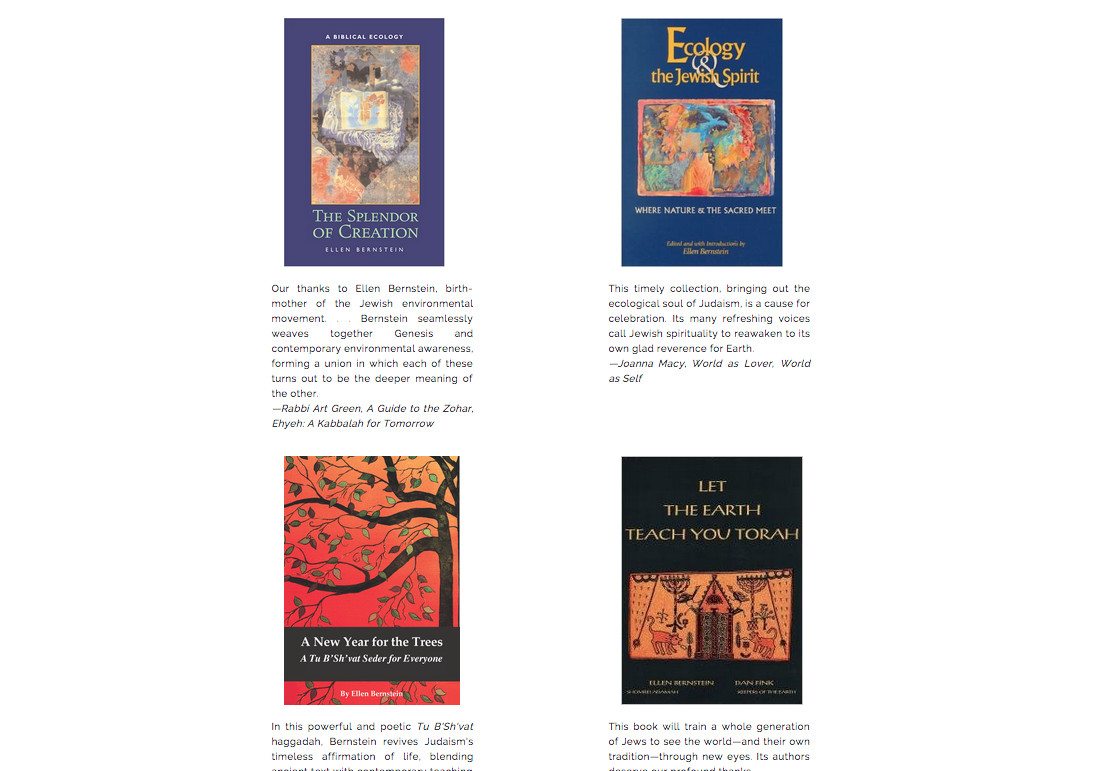 A BIBLICAL ECOLOGY
THE SPLENDOR
OF CREATION
ELLEN BERNSTEIN
Ecology
&
the Jewish Spirit
WHERE NATURE & THE SACRED MEET
Edited and with Introductions by
Ellen Bernstein
Our thanks to Ellen Bernstein, birth-
mother of the Jewish environmental
movement. . . Bernstein seamlessly
weaves together Genesis and
contemporary environmental awareness,
forming a union in which each of these
turns out to be the deeper meaning of
the other.
—Rabbi Art Green, A Guide to the Zohar,
Ehyeh: A Kabbalah for Tomorrow
This timely collection, bringing out the
ecological soul of Judaism, is a cause for
celebration. Its many refreshing voices
call Jewish spirituality to reawaken to its
own glad reverence for Earth.
—Joanna Macy, World as Lover, World
as Self
A New Year for the Trees
A Tu B'Sh'vat Seder for Everyone
By Ellen Bernstein
LET
THE EARTH
TEACH YOU TORAH
ELLEN BERNSTEIN DAN FINK
SHOMREI ADAMAH KEEPERS OF THE EARTH
In this powerful and poetic Tu B'Sh'vat
haggadah, Bernstein revives Judaism's
timeless affirmation of life, blending
ancient text with contemporary teaching
This book will train a whole generation
of Jews to see the world—and their own
tradition—through new eyes. Its authors
deserve our profound thanks